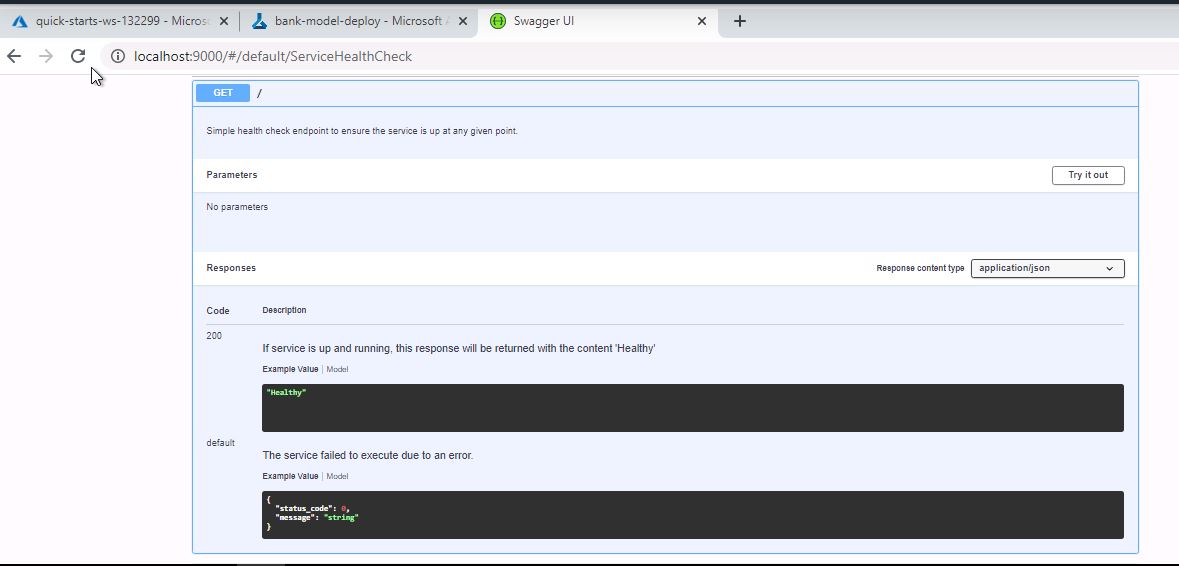 quick-starts-ws-132299 - Micros
bank-model-deploy - Microsoft A
Swagger UI
localhost:9000/#/default/ServiceHealthCheck
GET /
Simple health check endpoint to ensure the service is up at any given point.
Parameters
Try it out
No parameters
Responses
Response content type
application/json
Code Description
200
If service is up and running, this response will be returned with the content 'Healthy'
Example Value | Model
"Healthy"
default
The service failed to execute due to an error.
Example Value | Model
{
"status_code": 0,
"message": "string"
}